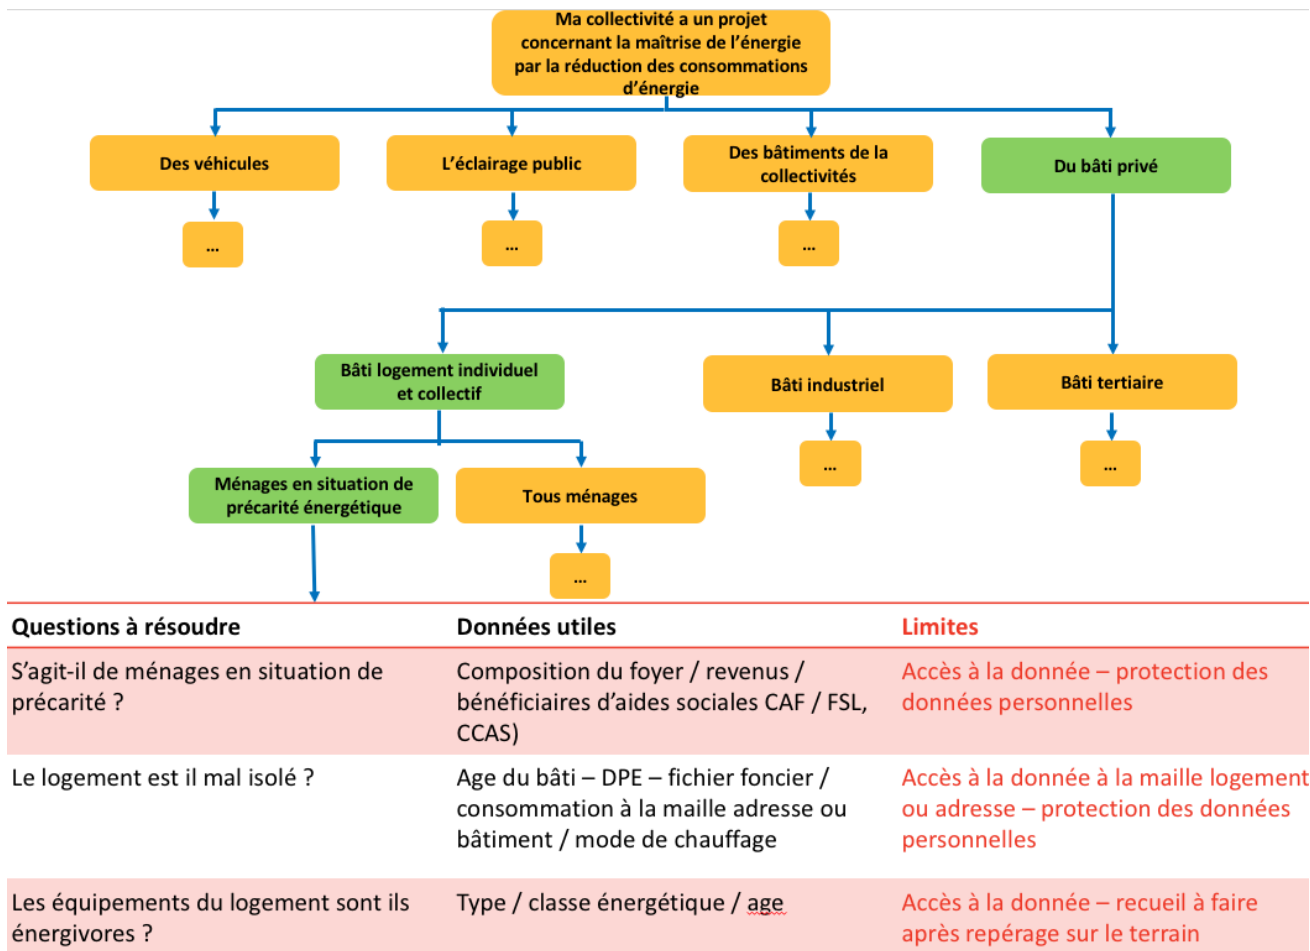 Ma collectivité a un projet
concernant la maîtrise de l'énergie
par la réduction des consommations
d'énergie
Des véhicules
L'éclairage public
Des bâtiments de la
collectivités
Du bâti privé
...
...
...
Bâti logement individuel
et collectif
Bâti industriel
Bâti tertiaire
...
...
Ménages en situation de
précarité énergétique
Tous ménages
...
Questions à résoudre
Données utiles
Limites
S'agit-il de ménages en situation de
précarité ?
Composition du foyer / revenus /
bénéficiaires d'aides sociales CAF / FSL,
CCAS)
Accès à la donnée – protection des
données personnelles
Le logement est il mal isolé ?
Age du bâti – DPE – fichier foncier /
consommation à la maille adresse ou
bâtiment / mode de chauffage
Accès à la donnée à la maille logement
ou adresse – protection des données
personnelles
Les équipements du logement sont ils
énergivores ?
Type / classe énergétique / age
Accès à la donnée – recueil à faire
après repérage sur le terrain